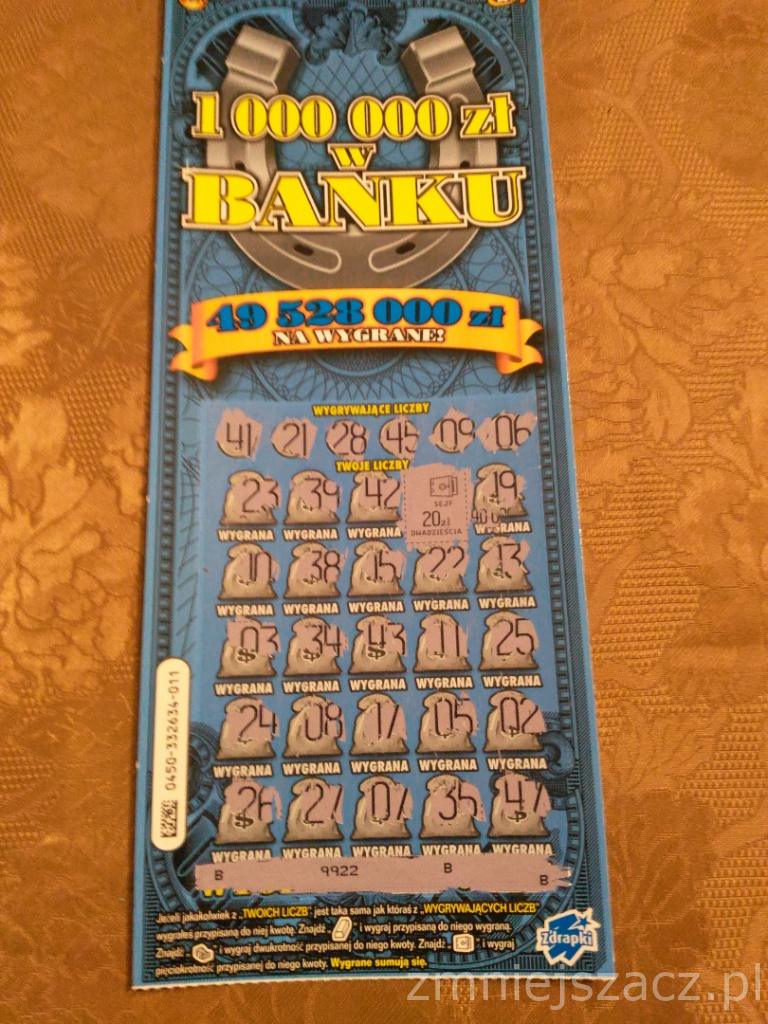 1 000 000 zł
W
BANKU
49 528 000 zł
NA WYGRANE!
WYGRYWAJĄCE LICZBY
41 21 28 45 09 06
TWOJE LICZBY
23 39 42 19
SEJF
20zł
DWADZIEŚCIA
WYGRANA WYGRANA WYGRANA WYGRANA
10 38 15 22 13
WYGRANA WYGRANA WYGRANA WYGRANA WYGRANA
03 34 43 11 25
WYGRANA WYGRANA WYGRANA WYGRANA WYGRANA
24 08 17 05 02
WYGRANA WYGRANA WYGRANA WYGRANA WYGRANA
26 27 07 35 47
WYGRANA WYGRANA WYGRANA WYGRANA WYGRANA
B 9922 B B
0450-332634-011
Jeżeli jakakolwiek z „TWOICH LICZB" jest taka sama jak któraś z „WYGRYWAJĄCYCH LICZB"
wygrałeś przypisaną do niej kwotę. Znajdź „ " i wygraj przypisaną do niego wygraną.
Znajdź „ " i wygraj dwukrotność przypisanej do niego kwoty. Znajdź „ " i wygraj
pięciokrotność przypisanej do niego kwoty. Wygrane sumują się.
Zdrapki
zmniejszacz.pl